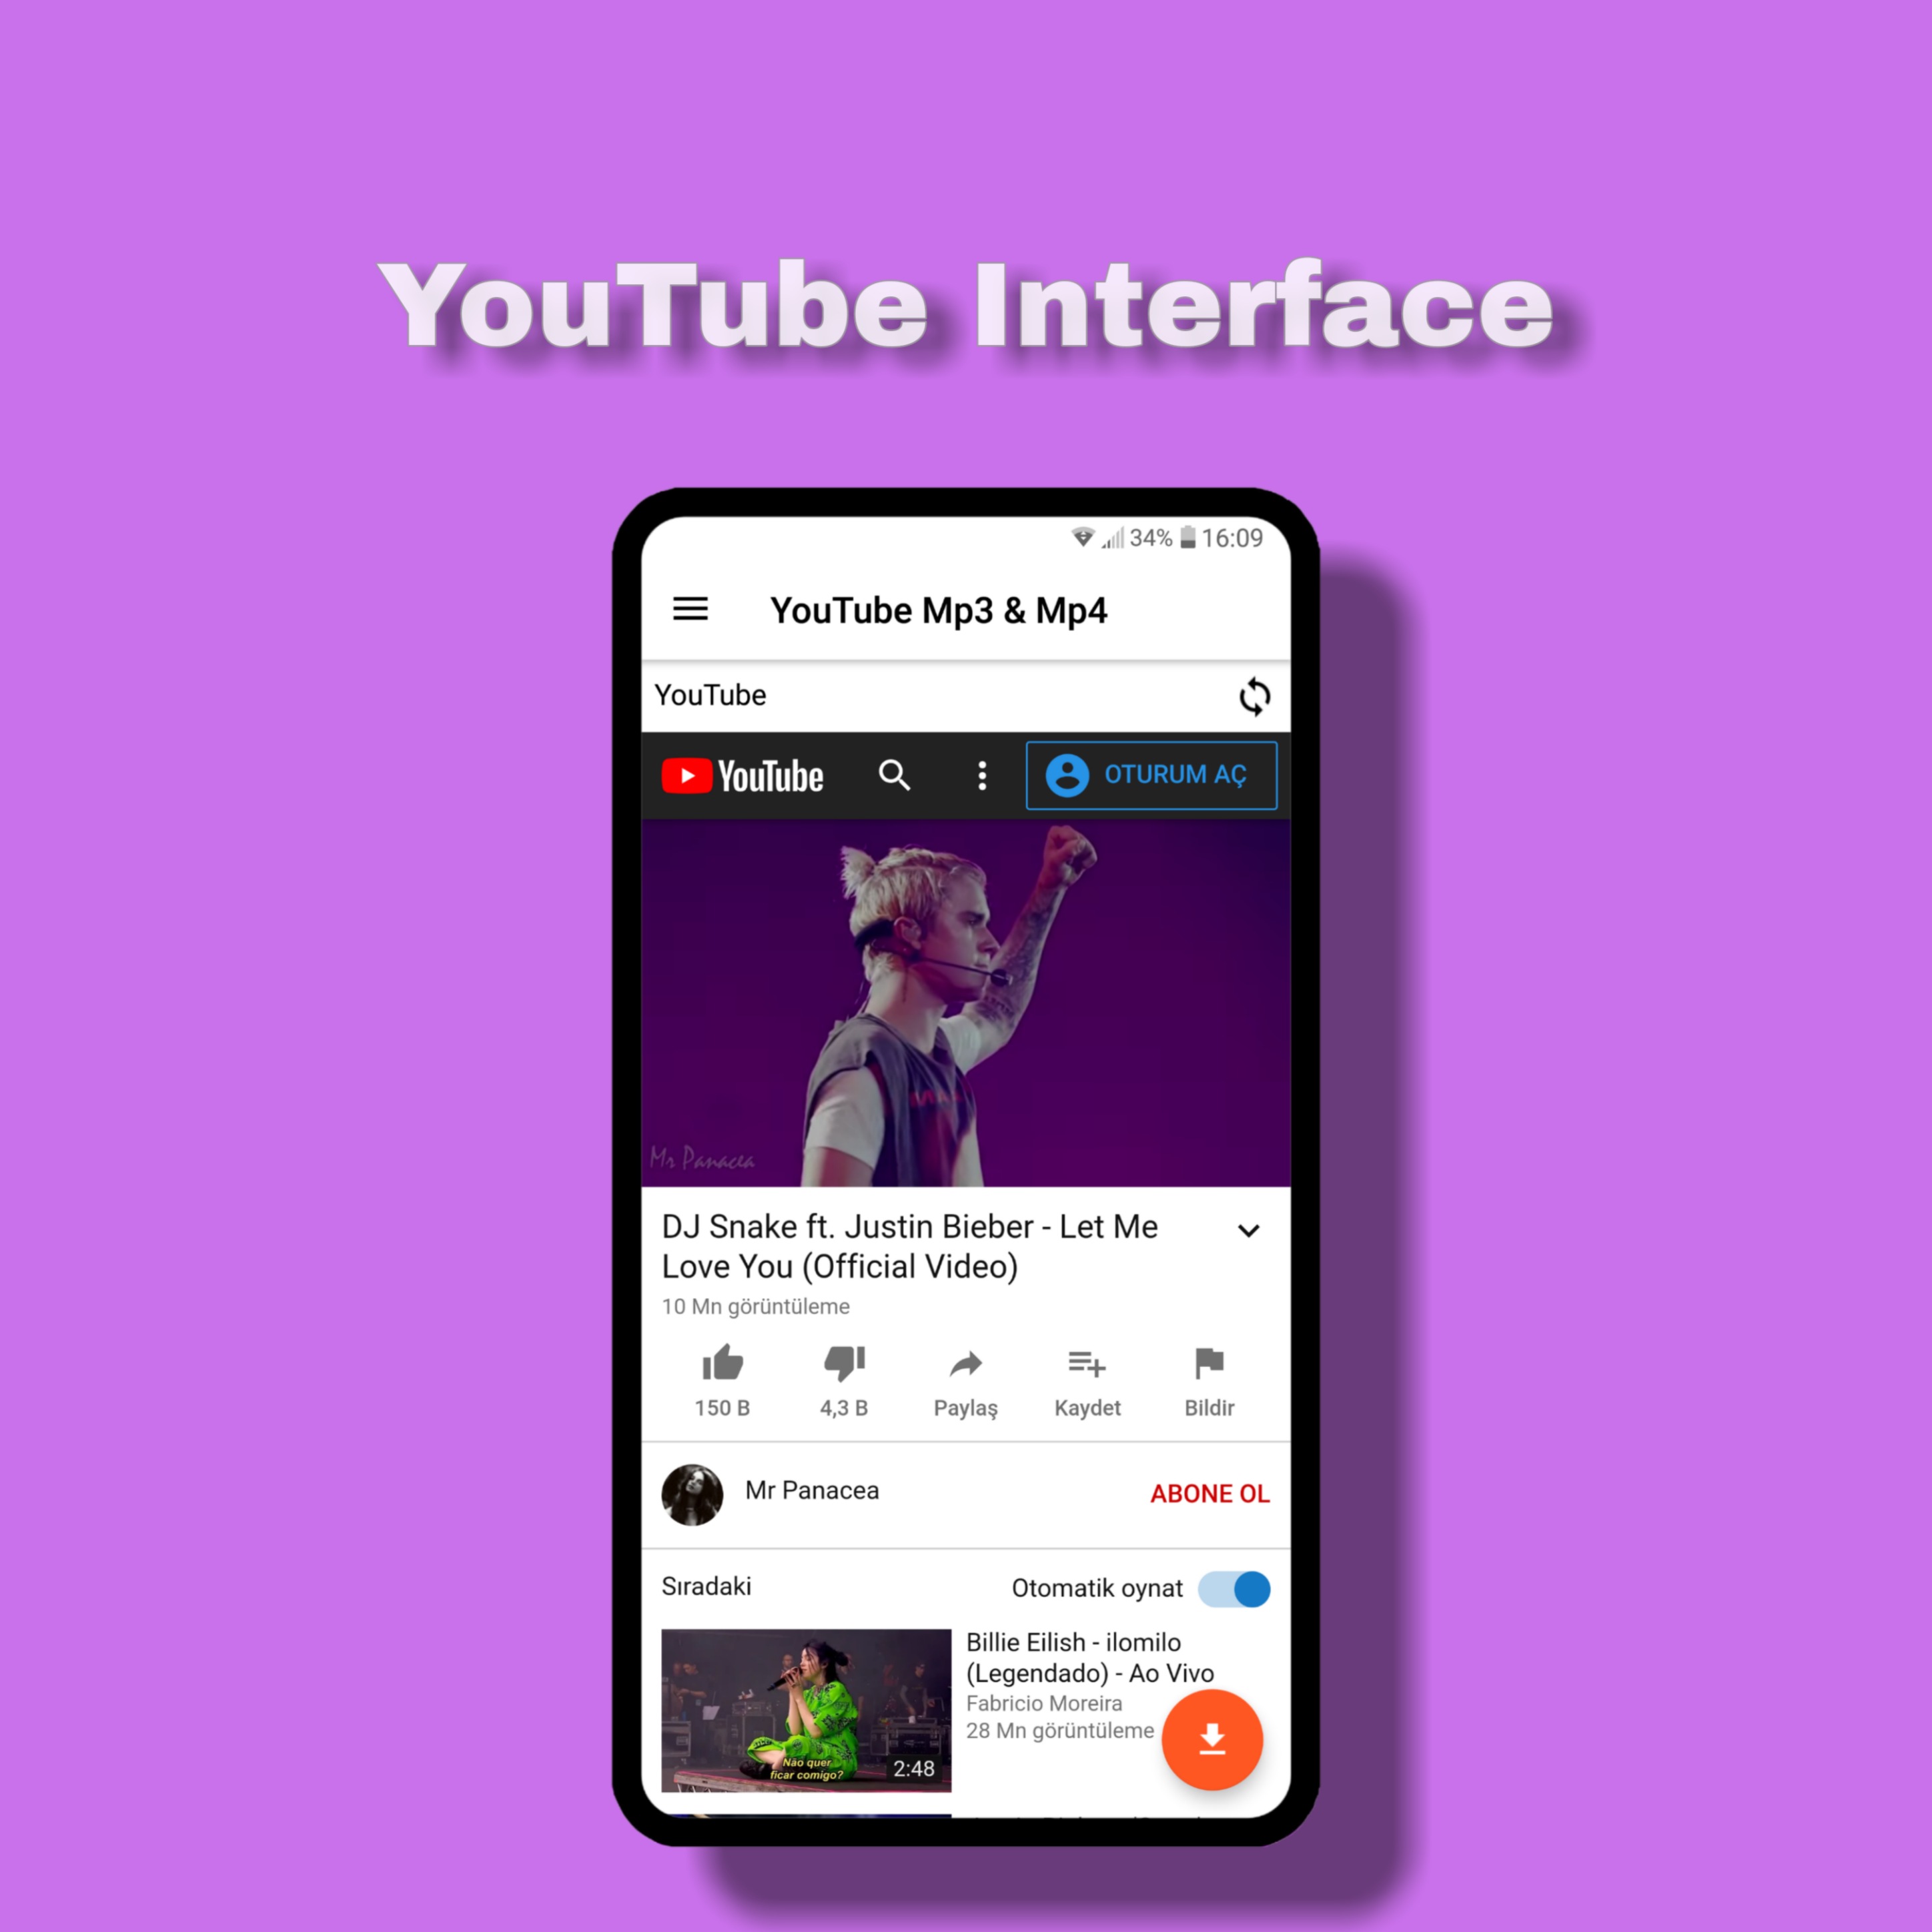 YouTube Interface
34% 16:09
YouTube Mp3 & Mp4
YouTube
YouTube OTURUM AÇ
Mr Panacea
DJ Snake ft. Justin Bieber - Let Me
Love You (Official Video)
10 Mn görüntüleme
150 B 4,3 B Paylaş Kaydet Bildir
Mr Panacea ABONE OL
Sıradaki Otomatik oynat
Billie Eilish - ilomilo
(Legendado) - Ao Vivo
Fabricio Moreira
28 Mn görüntüleme
Não quer
ficar comigo?
2:48